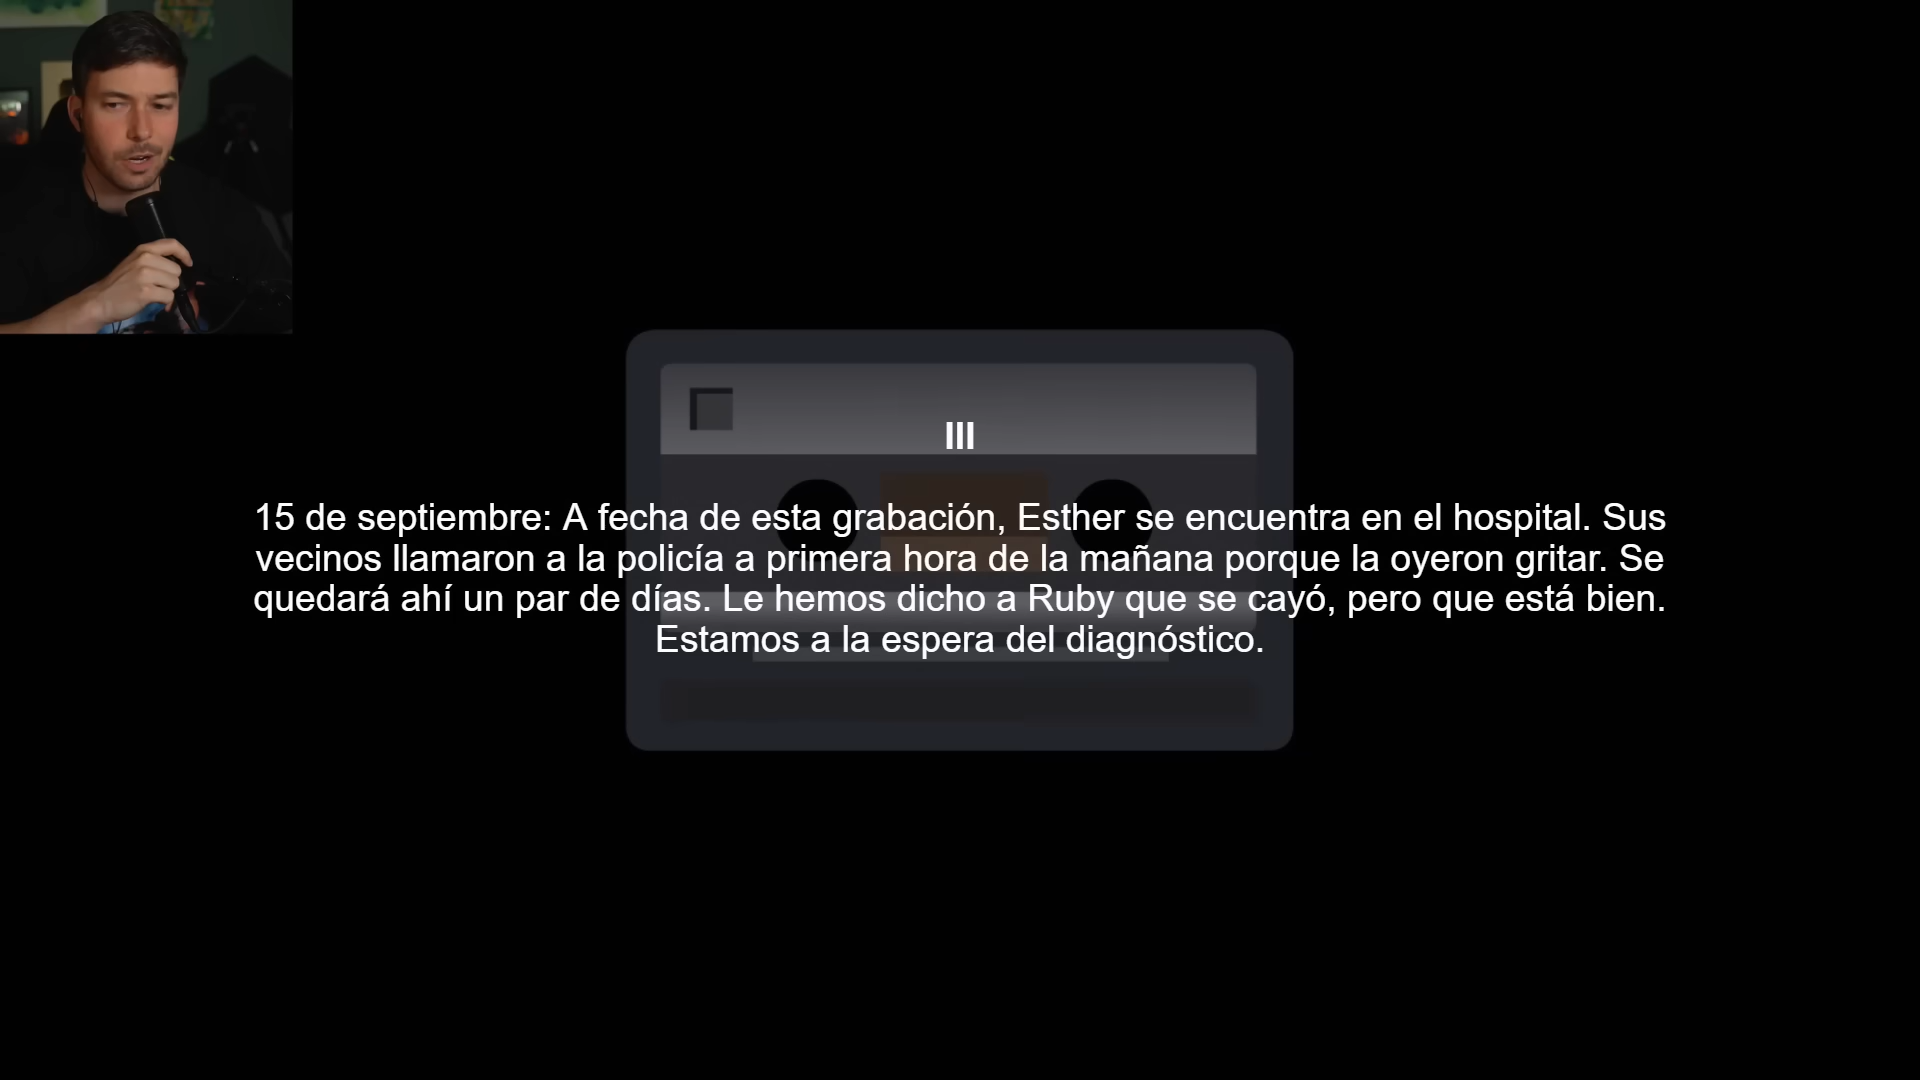 III
15 de septiembre: A fecha de esta grabación, Esther se encuentra en el hospital. Sus
vecinos llamaron a la policía a primera hora de la mañana porque la oyeron gritar. Se
quedará ahí un par de días. Le hemos dicho a Ruby que se cayó, pero que está bien.
Estamos a la espera del diagnóstico.